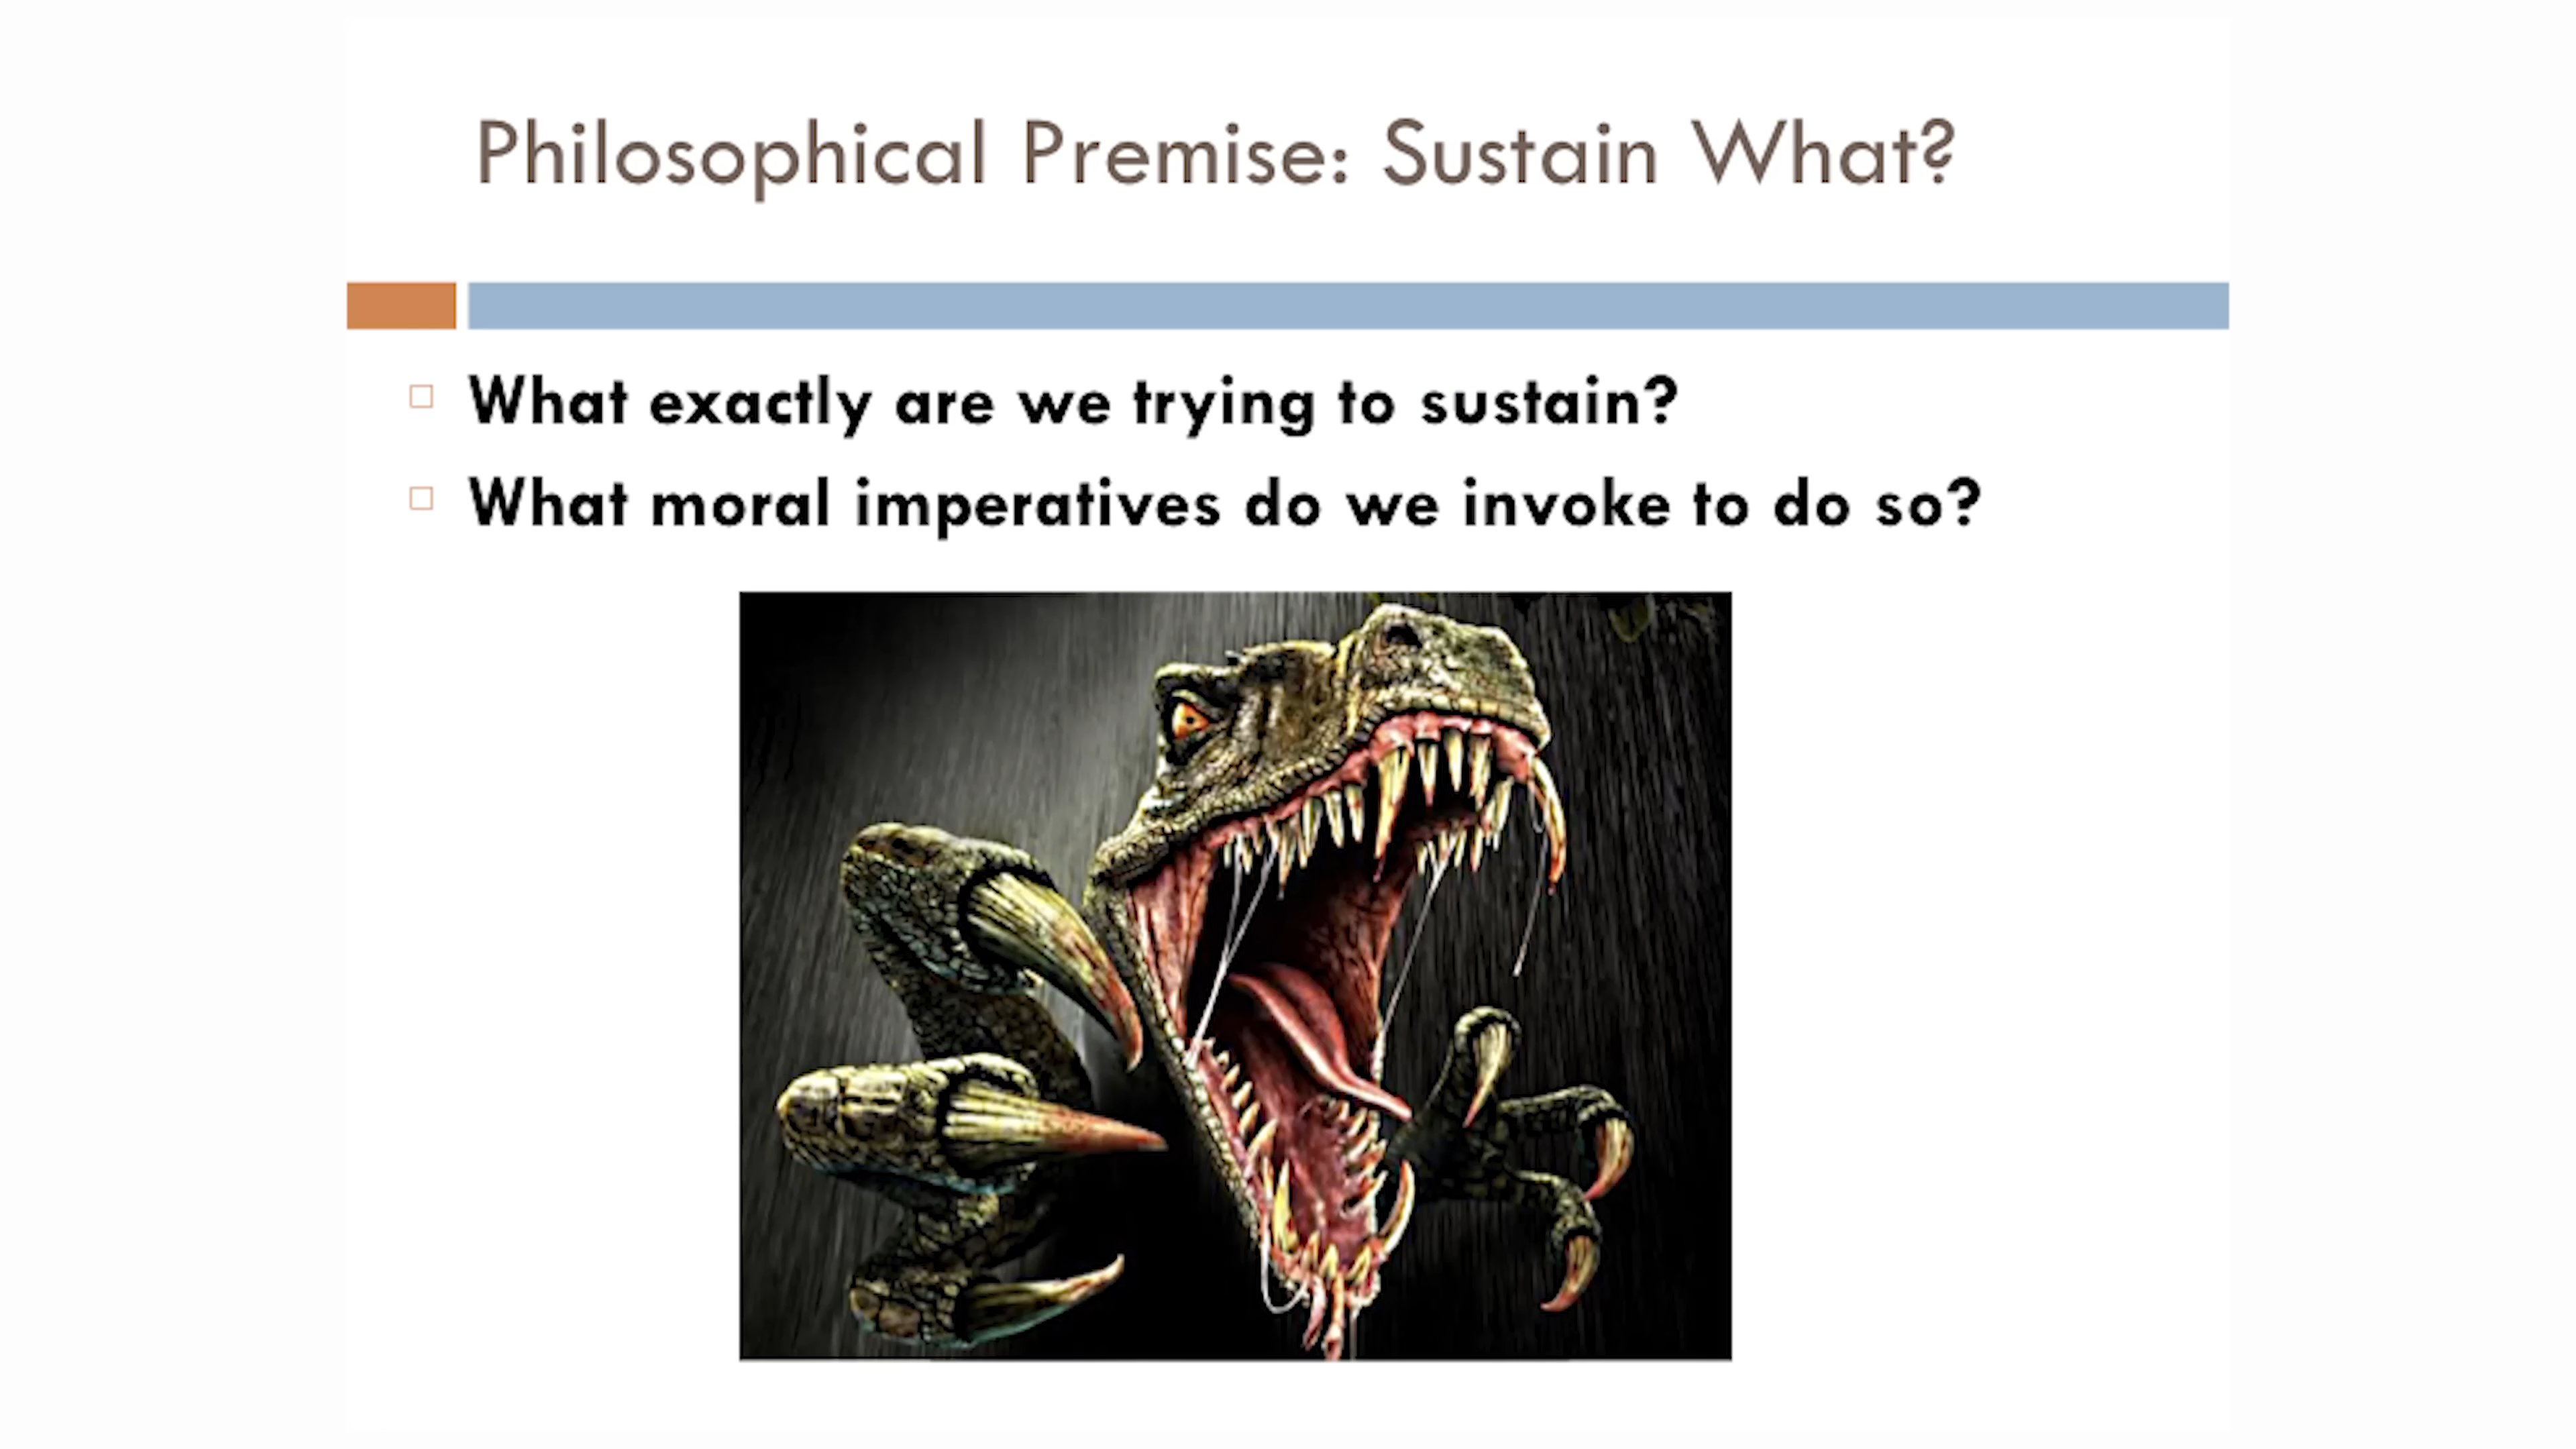 Philosophical Premise: Sustain What?
What exactly are we trying to sustain?
What moral imperatives do we invoke to do so?